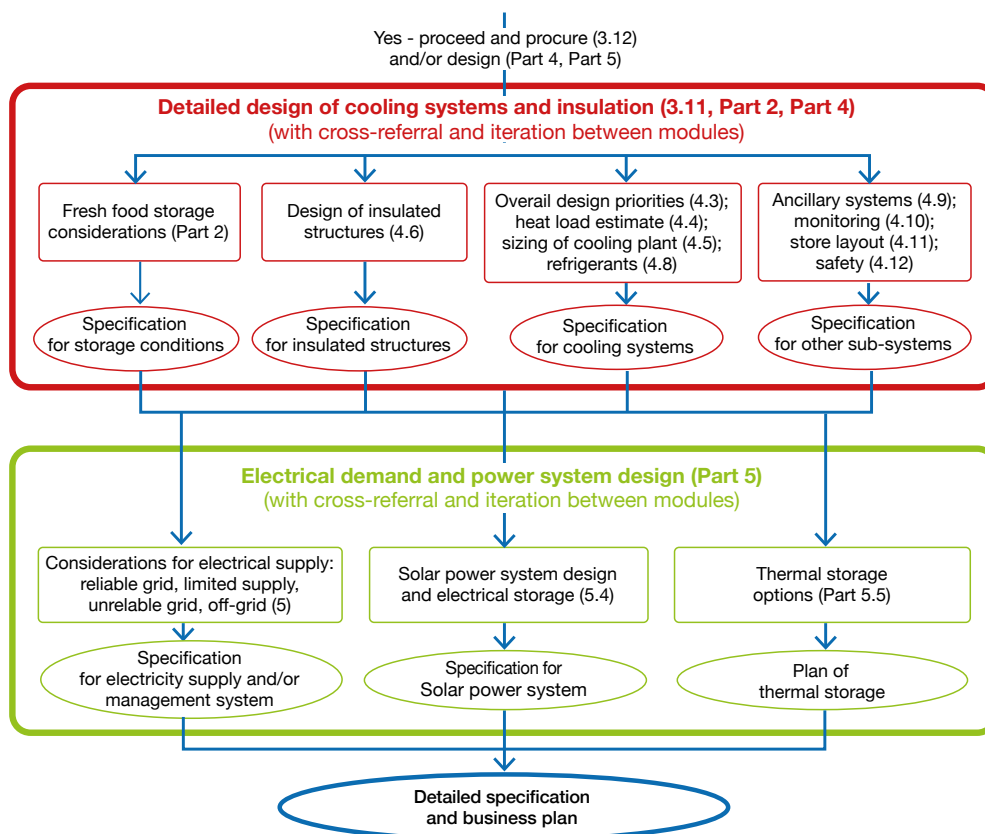 Yes - proceed and procure (3.12)
and/or design (Part 4, Part 5)
Detailed design of cooling systems and insulation (3.11, Part 2, Part 4)
(with cross-referral and iteration between modules)
Fresh food storage
considerations (Part 2)
Design of insulated
structures (4.6)
Overail design priorities (4.3);
heat load estimate (4.4);
sizing of cooling plant (4.5);
refrigerants (4.8)
Ancillary systems (4.9);
monitoring (4.10);
store layout (4.11);
safety (4.12)
Specification
for storage conditions
Specification
for insulated structures
Specification
for cooling systems
Specification
for other sub-systems
Electrical demand and power system design (Part 5)
(with cross-referral and iteration between modules)
Considerations for electrical supply:
reliable grid, limited supply,
unrelable grid, off-grid (5)
Solar power system design
and electrical storage (5.4)
Thermal storage
options (Part 5.5)
Specification
for electricity supply and/or
management system
Specification for
Solar power system
Plan of
thermal storage
Detailed specification
and business plan